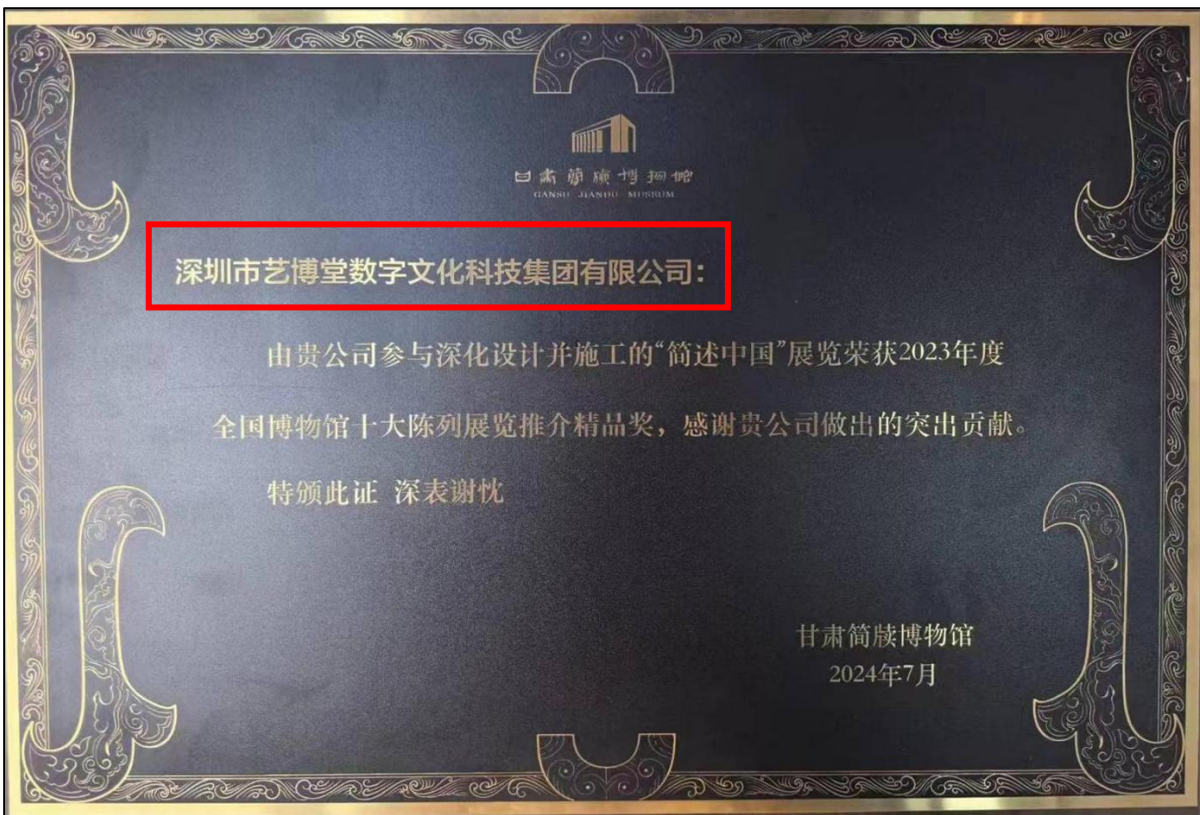 甘肃简牍博物馆
GANSU JIANDU MUSEUM
深圳市艺博堂数字文化科技集团有限公司：
由贵公司参与深化设计并施工的“简述中国”展览荣获2023年度
全国博物馆十大陈列展览推介精品奖，感谢贵公司做出的突出贡献。
特颁此证 深表谢忱
甘肃简牍博物馆
2024年7月